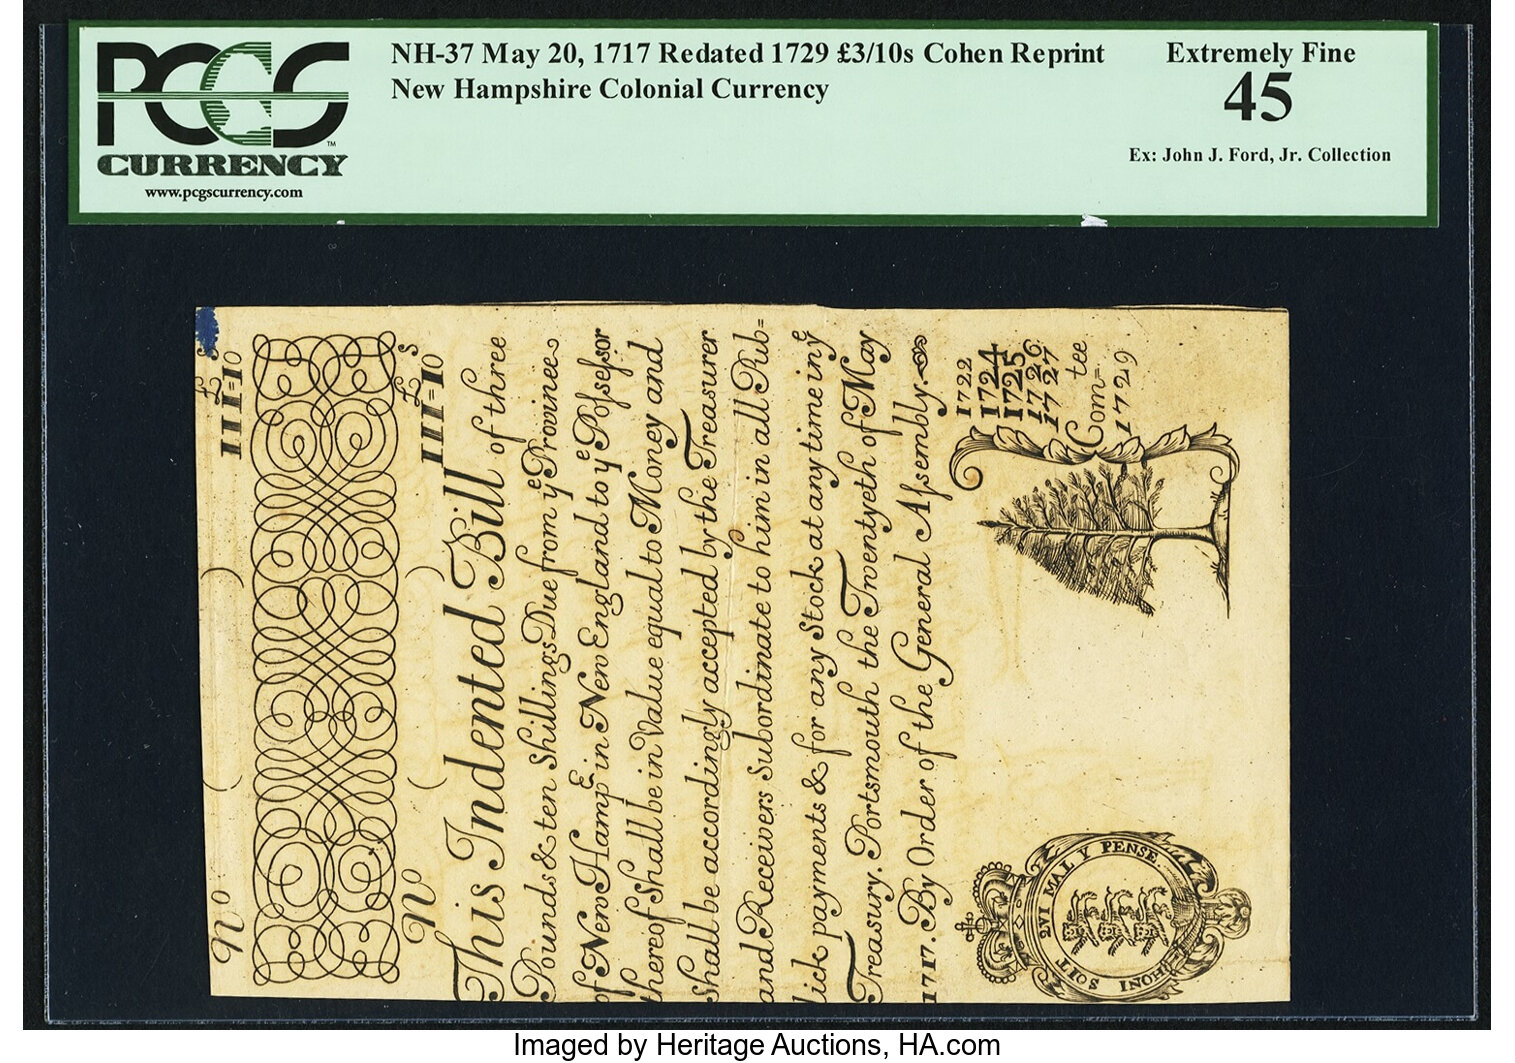 PCGS
CURRENCY
www.pcgscurrency.com
NH-37 May 20, 1717 Redated 1729 £3/10s Cohen Reprint
New Hampshire Colonial Currency
Extremely Fine
45
Ex: John J. Ford, Jr. Collection
No ( ) £ s
III=10
No ( ) £ s
III=10
This Indented Bill of three
Pounds & ten Shillings Due from ye Province
of New Hampe. in New England to ye Poſseſsor
thereof Shall be in Value equal to Money and
Shall be accordingly accepted by the Treasurer
and Receivers Subordinate to him in all Pub=
lick payments & for any Stock at any time in ye
Treasury. Portsmouth the Twentyeth of May
1717. By Order of the General Aſsembly.
1722
1724
1725
1726
1727
Com=tee
1729
HONI SOIT QVI MAL Y PENSE
Imaged by Heritage Auctions, HA.com